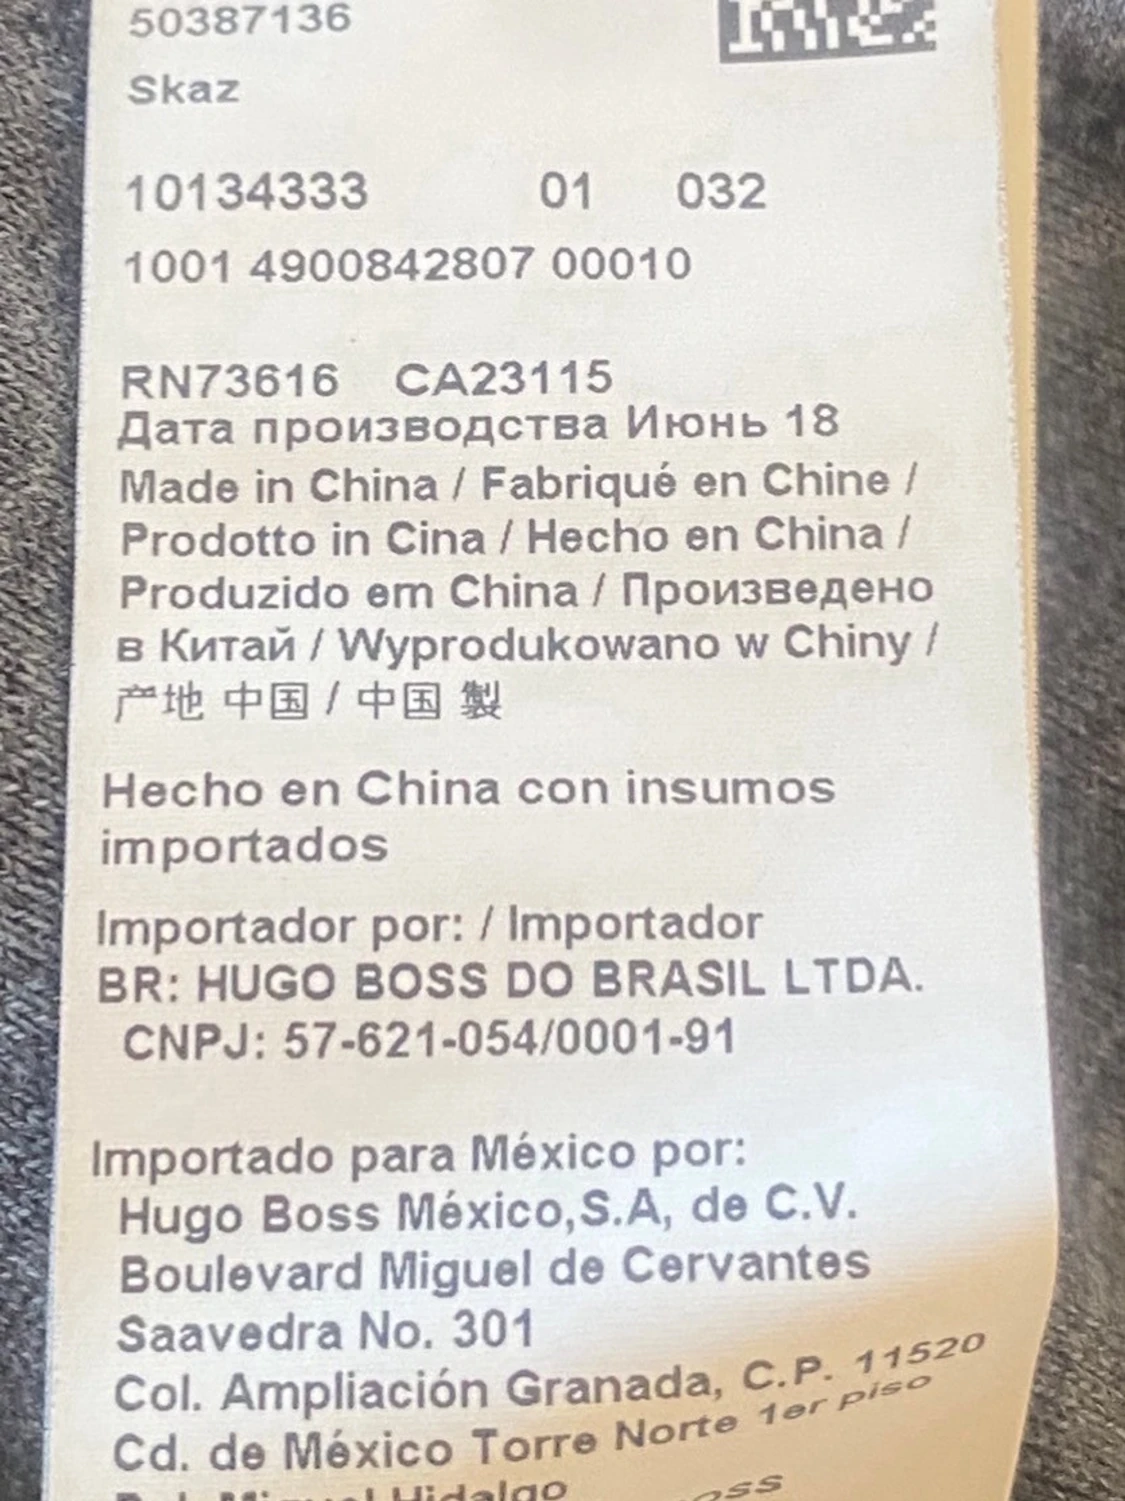 50387136
Skaz
10134333 01 032
1001 4900842807 00010
RN73616 CA23115
Дата производства Июнь 18
Made in China / Fabriqué en Chine /
Prodotto in Cina / Hecho en China /
Produzido em China / Произведено
в Китай / Wyprodukowano w Chiny /
产地 中国 / 中国 製
Hecho en China con insumos
importados
Importador por: / Importador
BR: HUGO BOSS DO BRASIL LTDA.
CNPJ: 57-621-054/0001-91
Importado para México por:
Hugo Boss México,S.A, de C.V.
Boulevard Miguel de Cervantes
Saavedra No. 301
Col. Ampliación Granada, C.P. 11520
Cd. de México Torre Norte 1er piso
Miguel Hidalgo